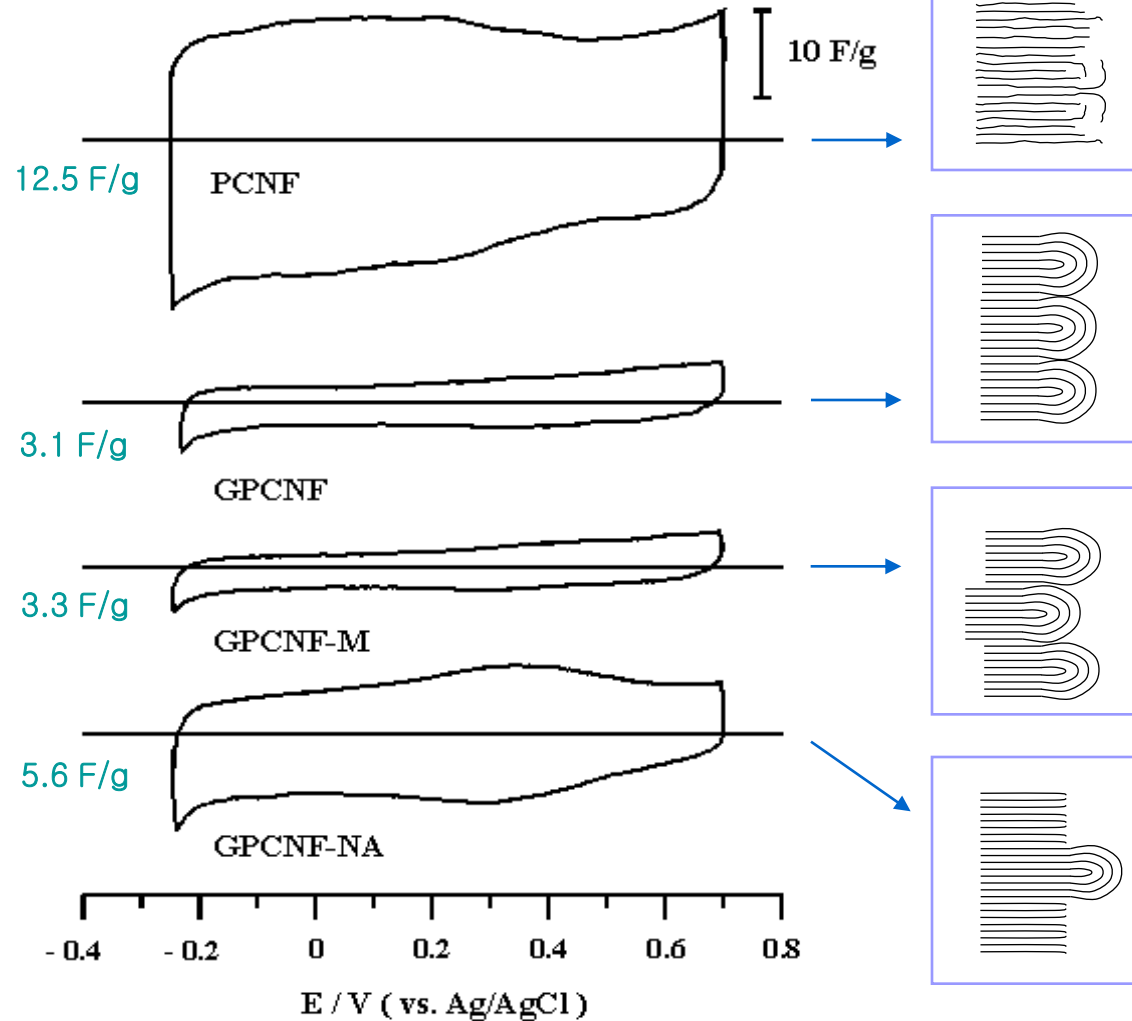 10 F/g
12.5 F/g
PCNF
3.1 F/g
GPCNF
3.3 F/g
GPCNF-M
5.6 F/g
GPCNF-NA
- 0.4 - 0.2 0 0.2 0.4 0.6 0.8
E / V ( vs. Ag/AgCl )